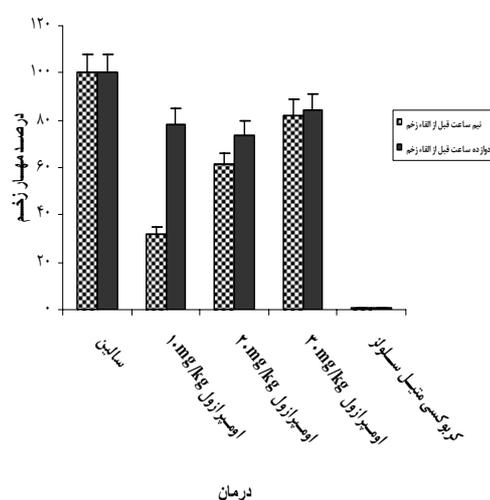 درصد مهار زخم
۱۲۰
۱۰۰
۸۰
۶۰
۴۰
۲۰
۰
نیم ساعت قبل از القاء زخم
دوازده ساعت قبل از القاء زخم
سالین
اومپرازول ۱۰mg/kg
اومپرازول ۲۰mg/kg
اومپرازول ۳۰mg/kg
کربوکسی متیل سلولز
درمان